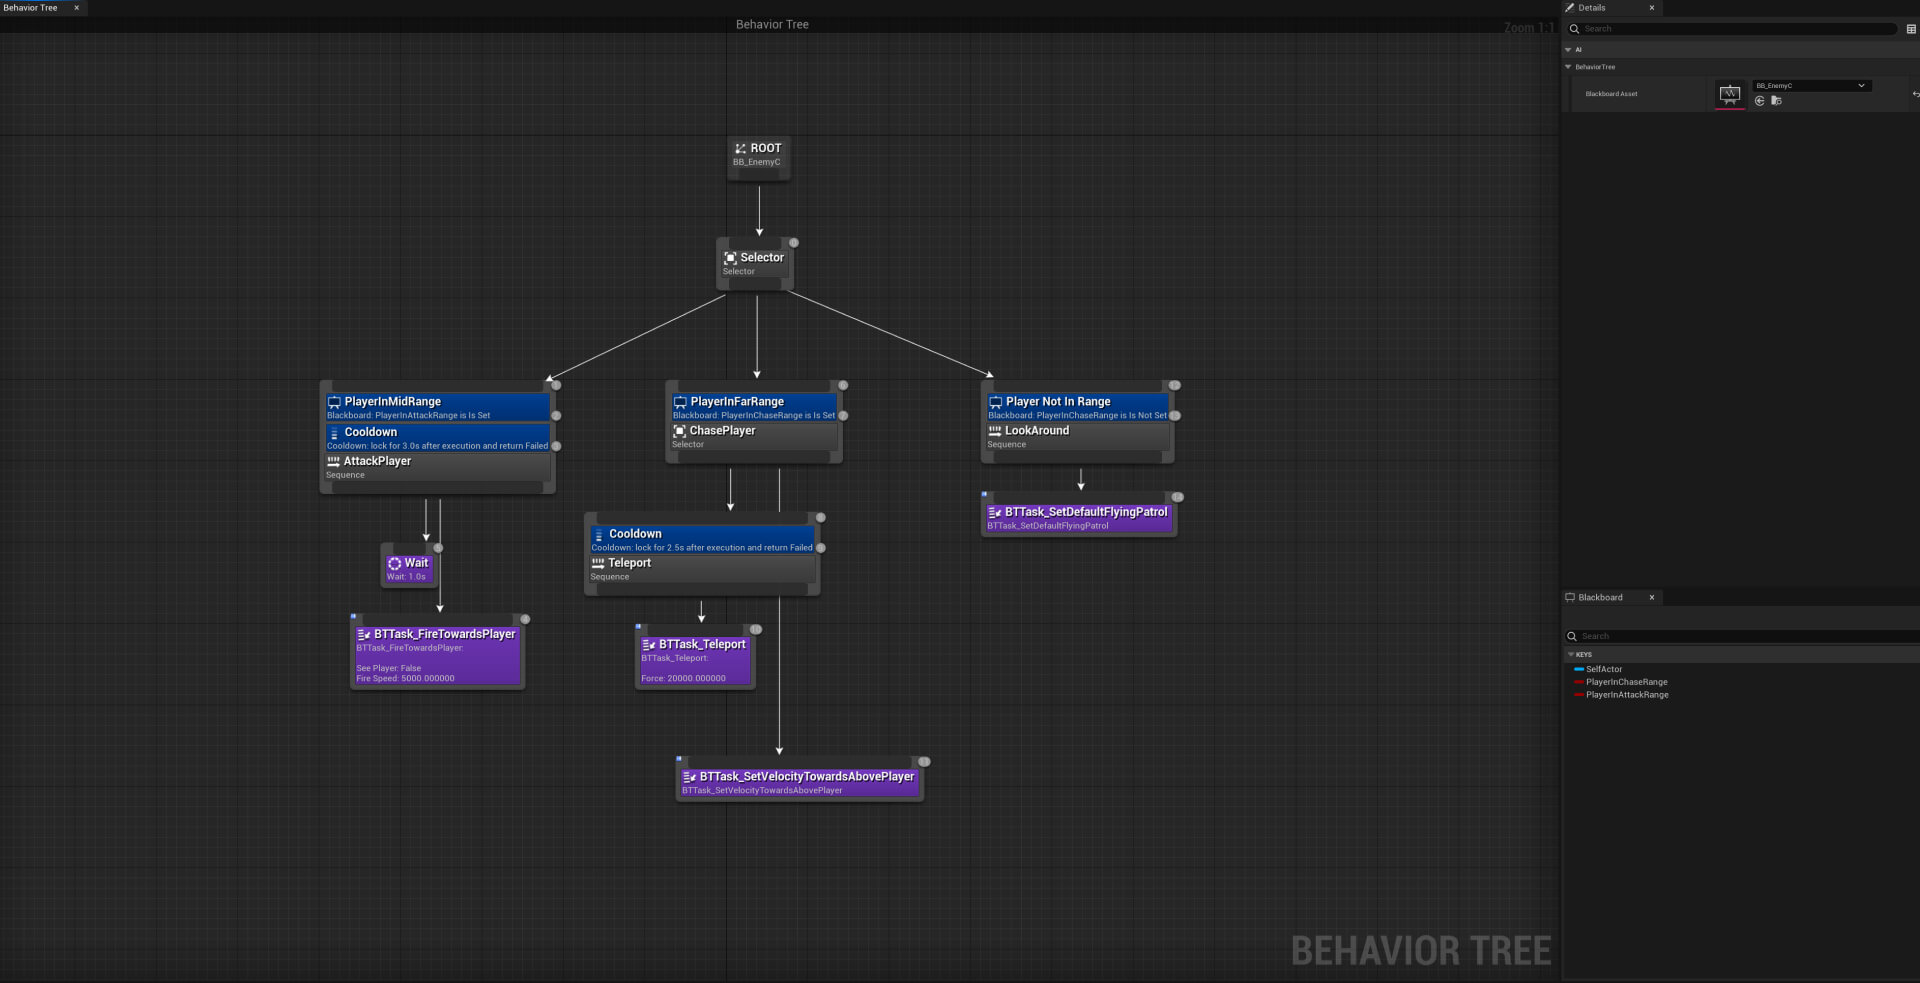 Behavior Tree
Behavior Tree
Zoom 1:1
ROOT
BB_EnemyC
Selector
Selector
PlayerInMidRange
Blackboard: PlayerInAttackRange is Is Set
Cooldown
Cooldown: lock for 3.0s after execution and return Failed
AttackPlayer
Sequence
Wait
Wait: 1.0s
BTTask_FireTowardsPlayer
BTTask_FireTowardsPlayer:
See Player: False
Fire Speed: 5000.000000
PlayerInFarRange
Blackboard: PlayerInChaseRange is Is Set
ChasePlayer
Selector
Cooldown
Cooldown: lock for 2.5s after execution and return Failed
Teleport
Sequence
BTTask_Teleport
BTTask_Teleport:
Force: 20000.000000
BTTask_SetVelocityTowardsAbovePlayer
BTTask_SetVelocityTowardsAbovePlayer
Player Not In Range
Blackboard: PlayerInChaseRange is Is Not Set
LookAround
Sequence
BTTask_SetDefaultFlyingPatrol
BTTask_SetDefaultFlyingPatrol
BEHAVIOR TREE
Details
Search
AI
BehaviorTree
Blackboard Asset
BB_EnemyC
Blackboard
Search
KEYS
SelfActor
PlayerInChaseRange
PlayerInAttackRange